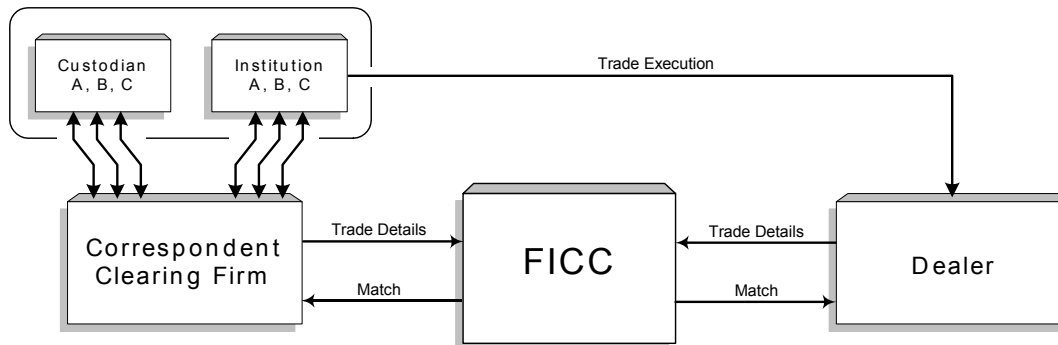 Custodian
A, B, C
Institution
A, B, C
Trade Execution
Correspondent
Clearing Firm
Trade Details
Match
FICC
Trade Details
Match
Dealer